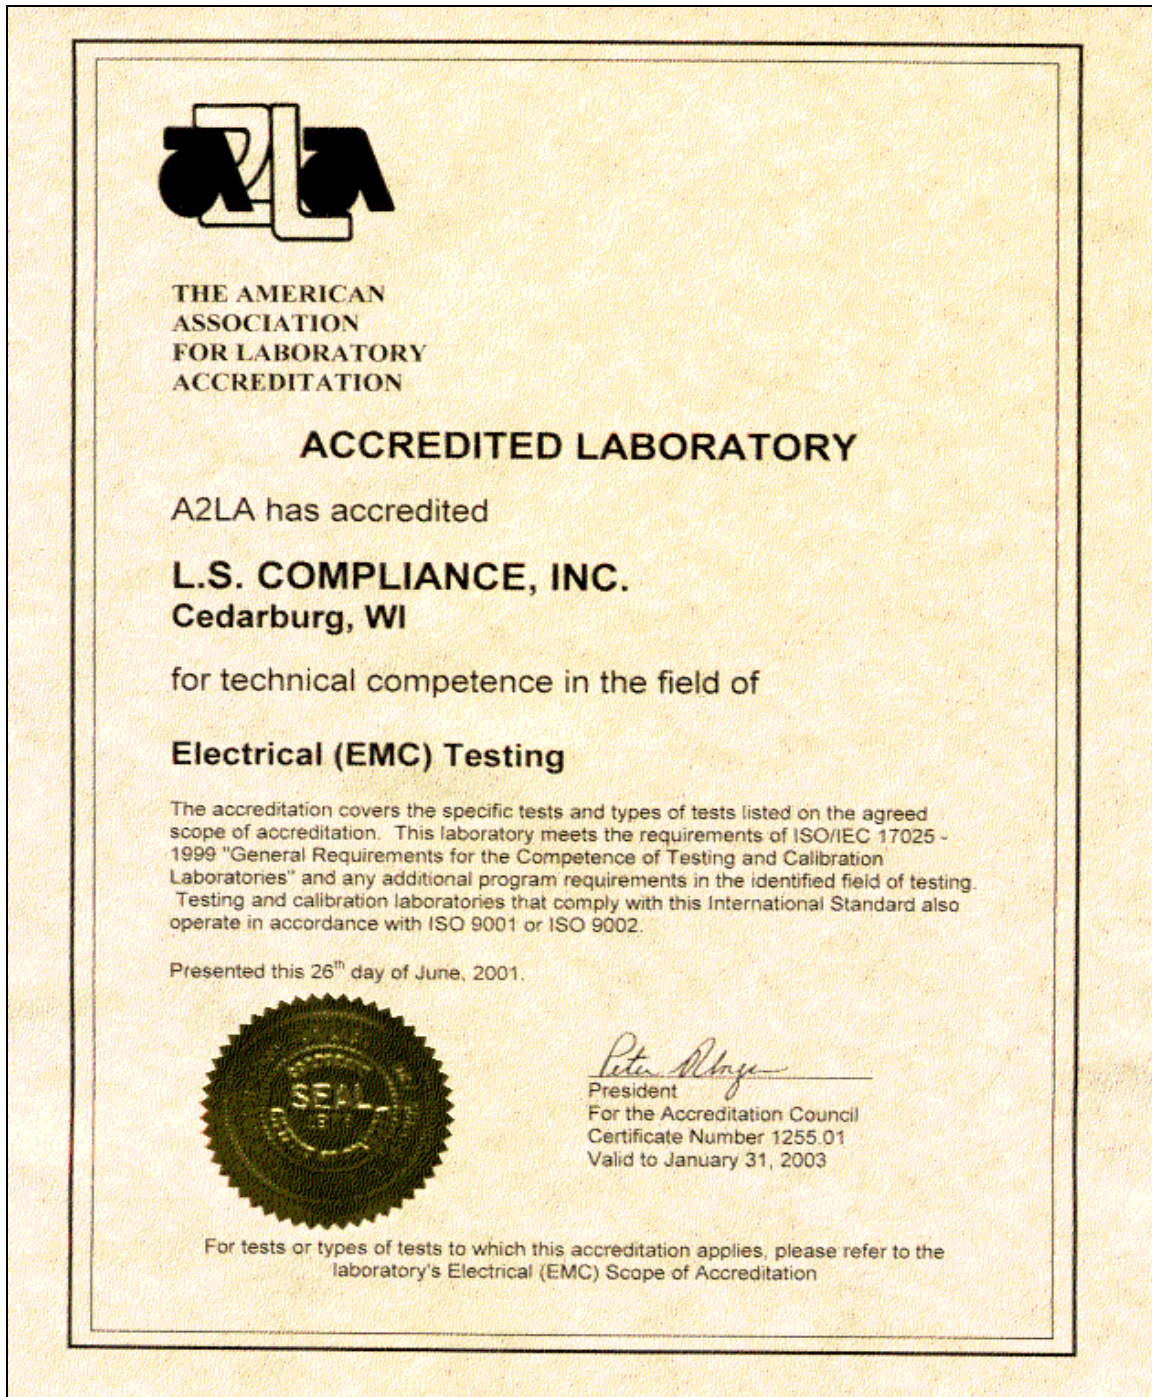 a2La
THE AMERICAN
ASSOCIATION
FOR LABORATORY
ACCREDITATION
ACCREDITED LABORATORY
A2LA has accredited
L.S. COMPLIANCE, INC.
Cedarburg, WI
for technical competence in the field of
Electrical (EMC) Testing
The accreditation covers the specific tests and types of tests listed on the agreed
scope of accreditation. This laboratory meets the requirements of ISO/IEC 17025 -
1999 "General Requirements for the Competence of Testing and Calibration
Laboratories" and any additional program requirements in the identified field of testing.
Testing and calibration laboratories that comply with this International Standard also
operate in accordance with ISO 9001 or ISO 9002.
Presented this 26th day of June, 2001.
SEAL
Peter
President
For the Accreditation Council
Certificate Number 1255.01
Valid to January 31, 2003
For tests or types of tests to which this accreditation applies, please refer to the
laboratory's Electrical (EMC) Scope of Accreditation